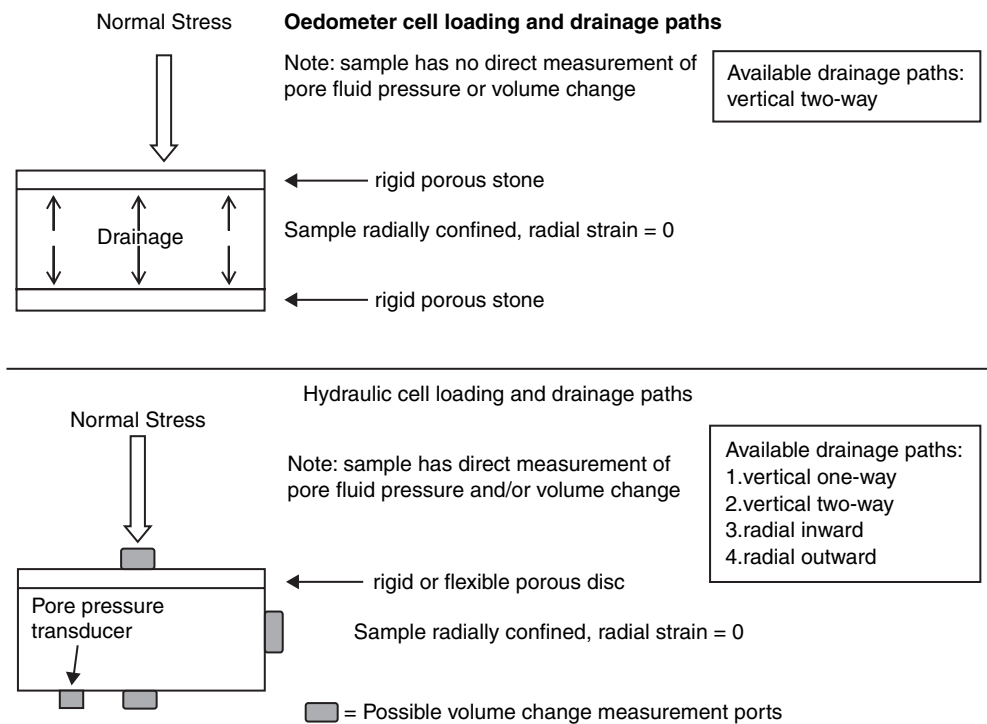 Normal Stress
Oedometer cell loading and drainage paths
Note: sample has no direct measurement of
pore fluid pressure or volume change
Available drainage paths:
vertical two-way
rigid porous stone
Drainage
Sample radially confined, radial strain = 0
rigid porous stone
Hydraulic cell loading and drainage paths
Normal Stress
Note: sample has direct measurement of
pore fluid pressure and/or volume change
Available drainage paths:
1.vertical one-way
2.vertical two-way
3.radial inward
4.radial outward
rigid or flexible porous disc
Pore pressure
transducer
Sample radially confined, radial strain = 0
= Possible volume change measurement ports